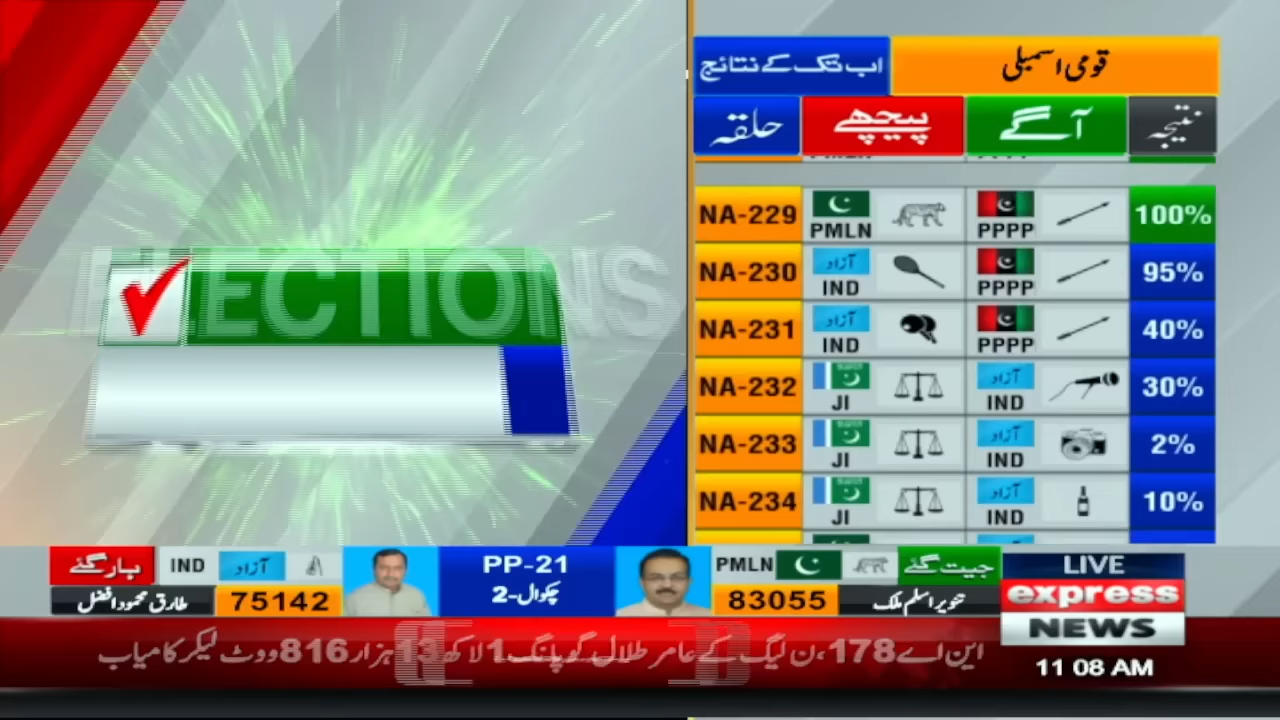 ELECTIONS
قومی اسمبلی
اب تک کے نتائج
نتیجہ آگے پیچھے حلقہ
NA-229 PMLN PPPP 100%
NA-230 آزاد IND PPPP 95%
NA-231 آزاد IND PPPP 40%
NA-232 JI آزاد IND 30%
NA-233 JI آزاد IND 2%
NA-234 JI آزاد IND 10%
ہار گئے IND آزاد
طارق محمود افضل 75142
PP-21
چکوال-2
PMLN جیت گئے
83055 تنویر اسلم ملک
LIVE
express
NEWS
11 08 AM
این اے 178، ن لیگ کے عامر طلال گوپانگ 1 لاکھ 13 ہزار 816 ووٹ لیکر کامیاب